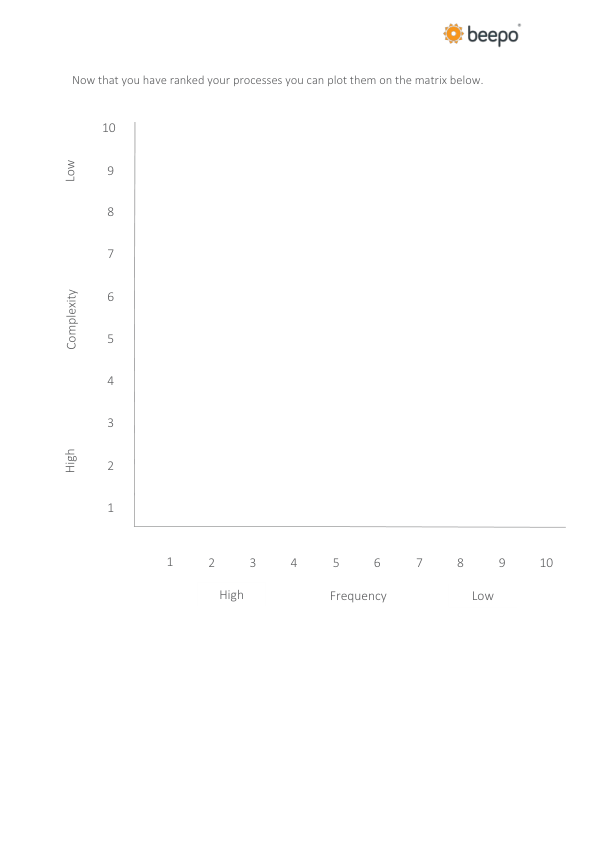 beepo
Now that you have ranked your processes you can plot them on the matrix below.
10
Low
9
8
7
6
Complexity
5
4
3
High
2
1
1 2 3 4 5 6 7 8 9 10
High Frequency Low